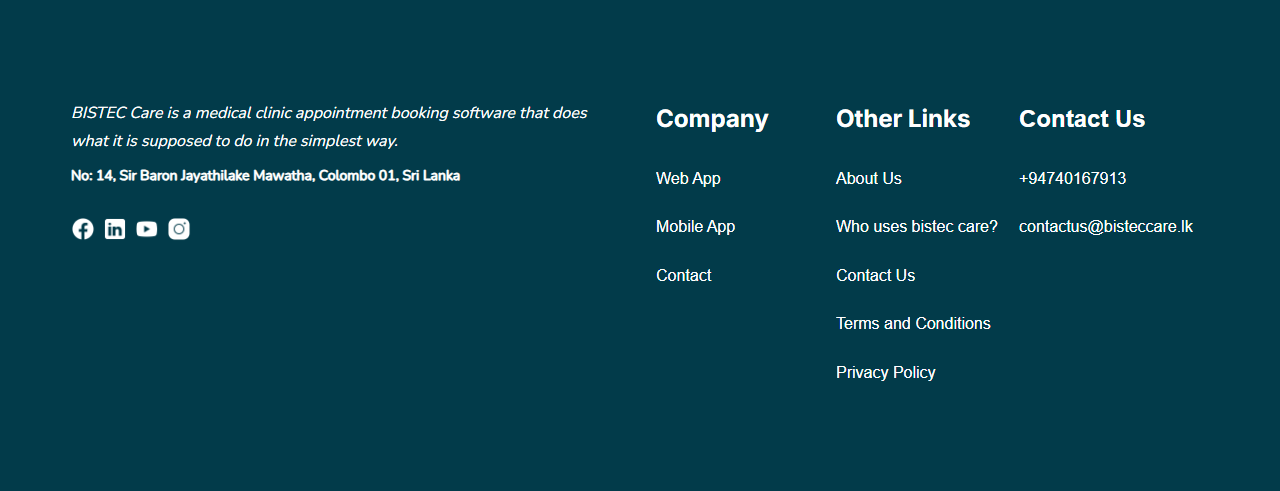 BISTEC Care is a medical clinic appointment booking software that does
what it is supposed to do in the simplest way.
No: 14, Sir Baron Jayathilake Mawatha, Colombo 01, Sri Lanka
Company
Web App
Mobile App
Contact
Other Links
About Us
Who uses bistec care?
Contact Us
Terms and Conditions
Privacy Policy
Contact Us
+94740167913
contactus@bisteccare.lk